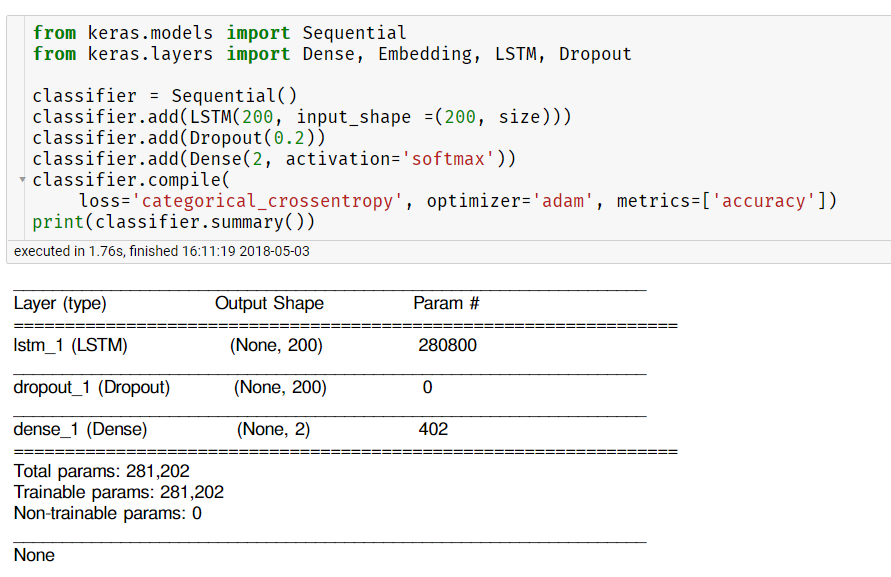 from keras.models import Sequential
from keras.layers import Dense, Embedding, LSTM, Dropout
classifier = Sequential()
classifier.add(LSTM(200, input_shape =(200, size)))
classifier.add(Dropout(0.2))
classifier.add(Dense(2, activation='softmax'))
classifier.compile(
    loss='categorical_crossentropy', optimizer='adam', metrics=['accuracy'])
print(classifier.summary())
executed in 1.76s, finished 16:11:19 2018-05-03
_________________________________________________________________
Layer (type) Output Shape Param #
=================================================================
lstm_1 (LSTM) (None, 200) 280800
_________________________________________________________________
dropout_1 (Dropout) (None, 200) 0
_________________________________________________________________
dense_1 (Dense) (None, 2) 402
=================================================================
Total params: 281,202
Trainable params: 281,202
Non-trainable params: 0
_________________________________________________________________
None